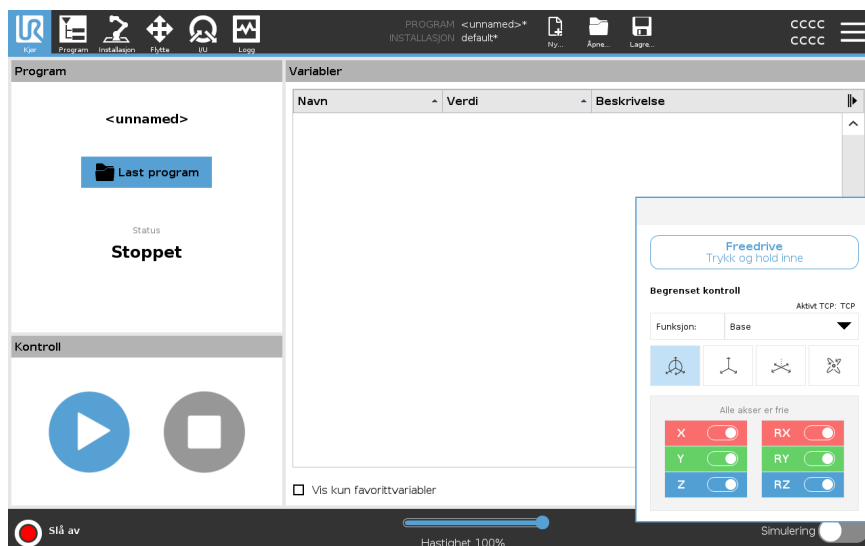 PROGRAM <unnamed>*
INSTALLASJON default*
CCCC
CCCC
Kjør
Program
Installasjon
Flytte
I/U
Logg
Ny...
Åpne...
Lagre...
Program
<unnamed>
Last program
Status
Stoppet
Kontroll
Variabler
Navn
Verdi
Beskrivelse
Vis kun favorittvariabler
Freedrive
Trykk og hold inne
Begrenset kontroll
Aktivt TCP: TCP
Funksjon:
Base
Alle akser er frie
X
RX
Y
RY
Z
RZ
Slå av
Hastighet 100%
Simulering